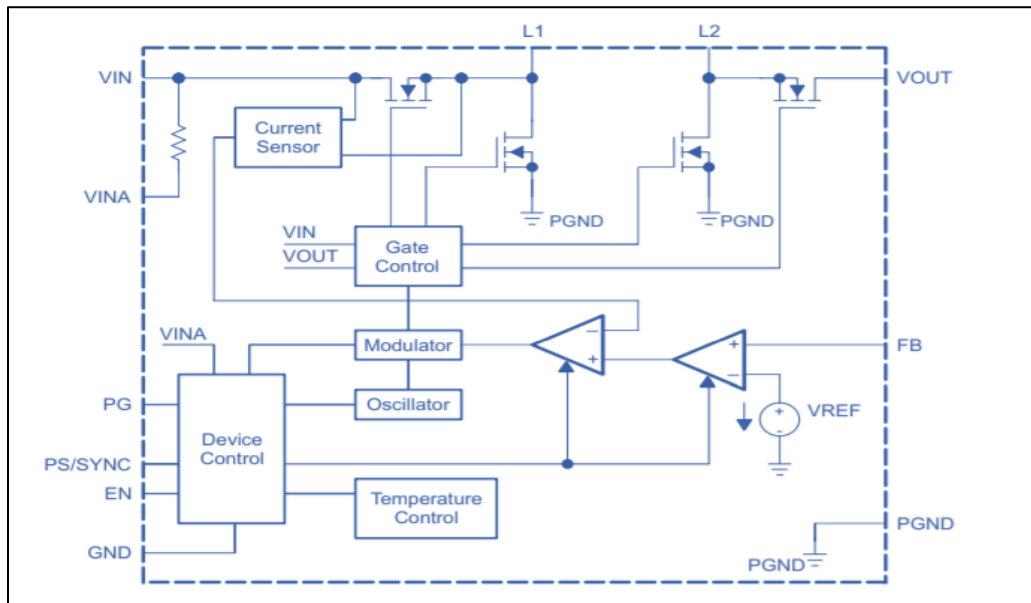 L1 L2
VIN
VOUT
Current
Sensor
VINA
PGND
PGND
VIN
VOUT
Gate
Control
VINA
Modulator
−
+
+
−
FB
PG
Oscillator
+
-
VREF
Device
Control
PS/SYNC
EN
Temperature
Control
GND
PGND
PGND